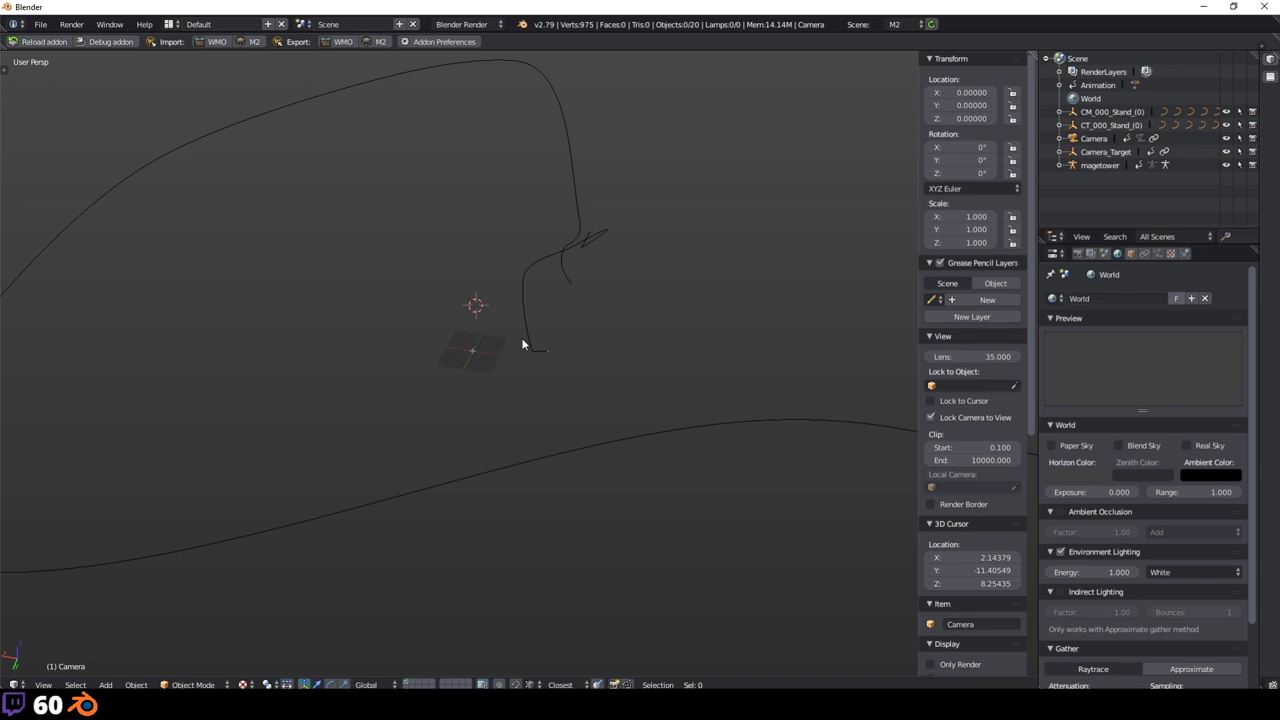 Blender
File Render Window Help Default Scene Blender Render v2.79 | Verts:975 | Faces:0 | Tris:0 | Objects:0/20 | Lamps:0/0 | Mem:14.14M | Camera Scene: M2
Reload addon Debug addon Import: WMO M2 Export: WMO M2 Addon Preferences
User Persp
Transform
Location:
X: 0.00000
Y: 0.00000
Z: 0.00000
Rotation:
X: 0°
Y: 0°
Z: 0°
XYZ Euler
Scale:
X: 1.000
Y: 1.000
Z: 1.000
Grease Pencil Layers
Scene Object
New
New Layer
View
Lens: 35.000
Lock to Object:
Lock to Cursor
Lock Camera to View
Clip:
Start: 0.100
End: 10000.000
Local Camera:
Render Border
3D Cursor
Location:
X: 2.14379
Y: -11.40549
Z: 8.25435
Item
Camera
Display
Only Render
Scene
RenderLayers
Animation
World
CM_000_Stand_(0)
CT_000_Stand_(0)
Camera
Camera_Target
magetower
View Search All Scenes
World
World F
Preview
World
Paper Sky Blend Sky Real Sky
Horizon Color: Zenith Color: Ambient Color:
Exposure: 0.000 Range: 1.000
Ambient Occlusion
Factor: 1.00 Add
Environment Lighting
Energy: 1.000 White
Indirect Lighting
Factor: 1.00 Bounces: 1
Only works with Approximate gather method
Gather
Raytrace Approximate
Attenuation: Sampling:
(1) Camera
View Select Add Object Object Mode Global Closest Selection Sel: 0
60